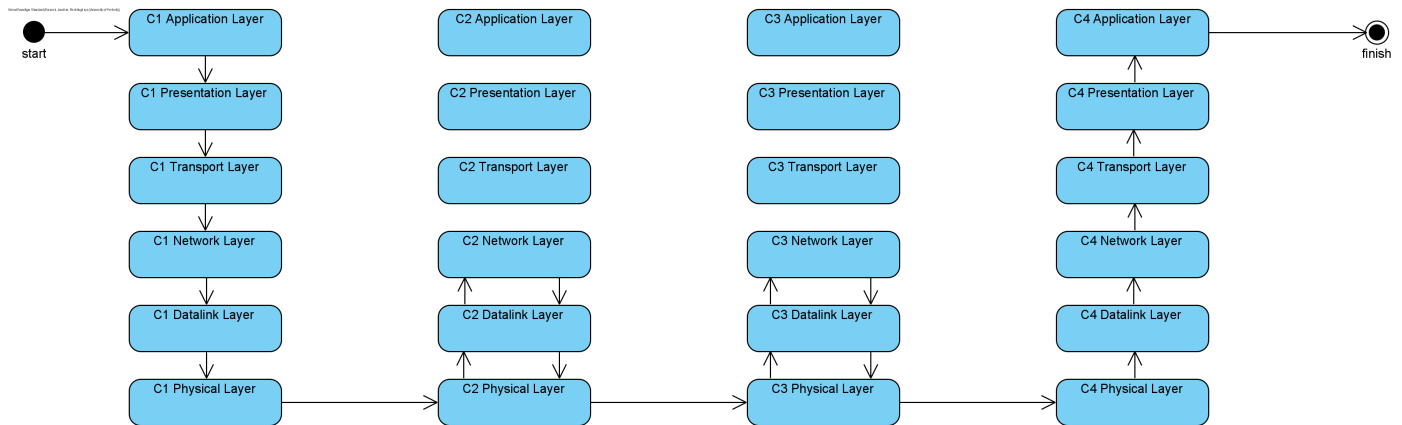 start
C1 Application Layer
C2 Application Layer
C3 Application Layer
C4 Application Layer
finish
C1 Presentation Layer
C2 Presentation Layer
C3 Presentation Layer
C4 Presentation Layer
C1 Transport Layer
C2 Transport Layer
C3 Transport Layer
C4 Transport Layer
C1 Network Layer
C2 Network Layer
C3 Network Layer
C4 Network Layer
C1 Datalink Layer
C2 Datalink Layer
C3 Datalink Layer
C4 Datalink Layer
C1 Physical Layer
C2 Physical Layer
C3 Physical Layer
C4 Physical Layer